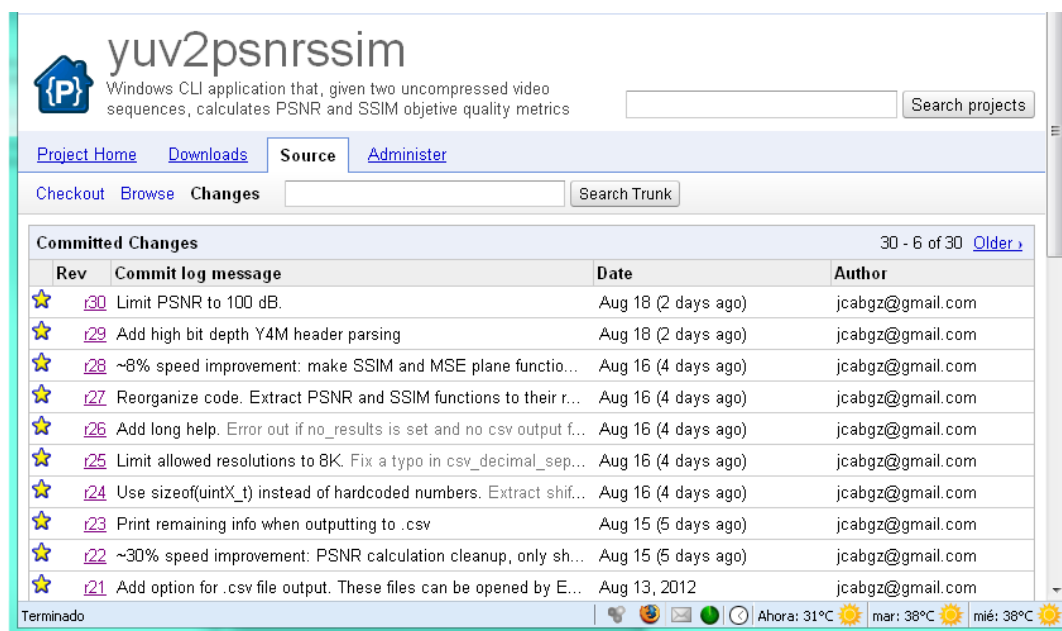 yuv2psnrssim
Windows CLI application that, given two uncompressed video
sequences, calculates PSNR and SSIM objetive quality metrics
Search projects
Project Home Downloads Source Administer
Checkout Browse Changes Search Trunk
Committed Changes 30 - 6 of 30 Older ›
Rev Commit log message Date Author
r30 Limit PSNR to 100 dB. Aug 18 (2 days ago) jcabgz@gmail.com
r29 Add high bit depth Y4M header parsing Aug 18 (2 days ago) jcabgz@gmail.com
r28 ~8% speed improvement: make SSIM and MSE plane functio... Aug 16 (4 days ago) jcabgz@gmail.com
r27 Reorganize code. Extract PSNR and SSIM functions to their r... Aug 16 (4 days ago) jcabgz@gmail.com
r26 Add long help. Error out if no_results is set and no csv output f... Aug 16 (4 days ago) jcabgz@gmail.com
r25 Limit allowed resolutions to 8K. Fix a typo in csv_decimal_sep... Aug 16 (4 days ago) jcabgz@gmail.com
r24 Use sizeof(uintX_t) instead of hardcoded numbers. Extract shif... Aug 16 (4 days ago) jcabgz@gmail.com
r23 Print remaining info when outputting to .csv Aug 15 (5 days ago) jcabgz@gmail.com
r22 ~30% speed improvement: PSNR calculation cleanup, only sh... Aug 15 (5 days ago) jcabgz@gmail.com
r21 Add option for .csv file output. These files can be opened by E... Aug 13, 2012 jcabgz@gmail.com
Terminado Ahora: 31°C mar: 38°C mié: 38°C